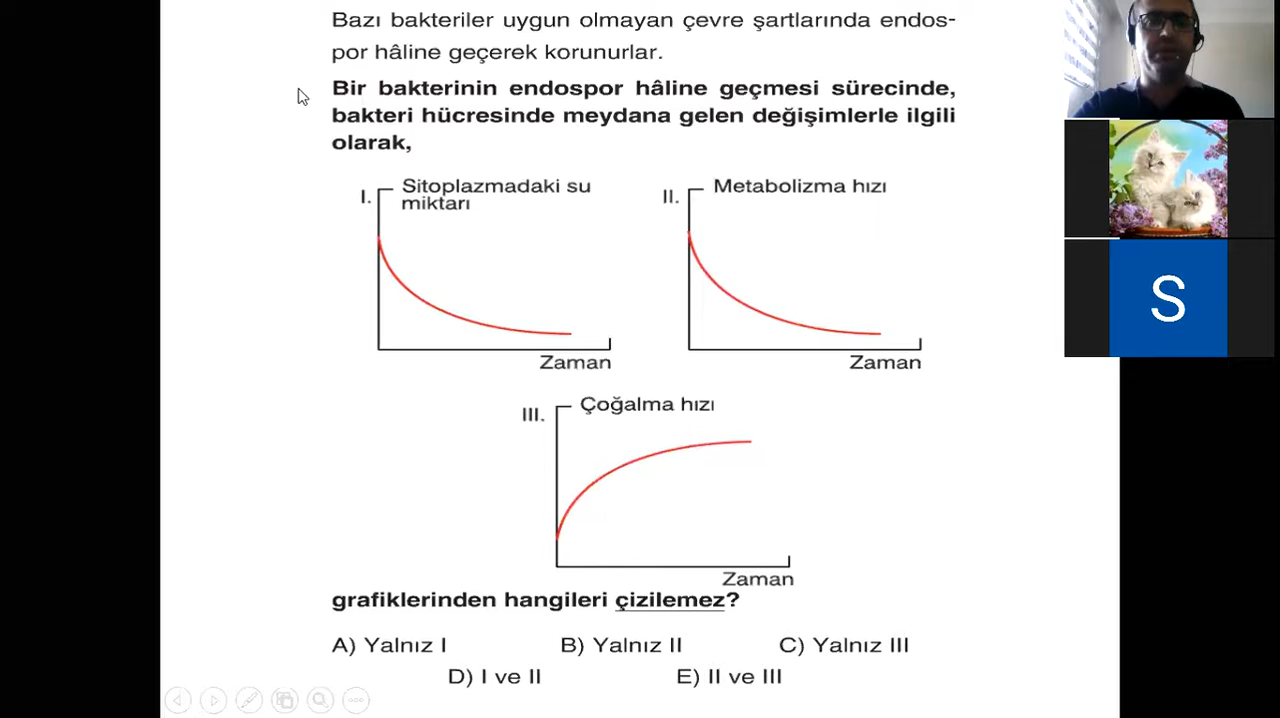 Bazı bakteriler uygun olmayan çevre şartlarında endos-
por hâline geçerek korunurlar.
Bir bakterinin endospor hâline geçmesi sürecinde,
bakteri hücresinde meydana gelen değişimlerle ilgili
olarak,
I. Sitoplazmadaki su
miktarı
Zaman
II. Metabolizma hızı
Zaman
III. Çoğalma hızı
Zaman
grafiklerinden hangileri çizilemez?
A) Yalnız I B) Yalnız II C) Yalnız III
D) I ve II E) II ve III
S